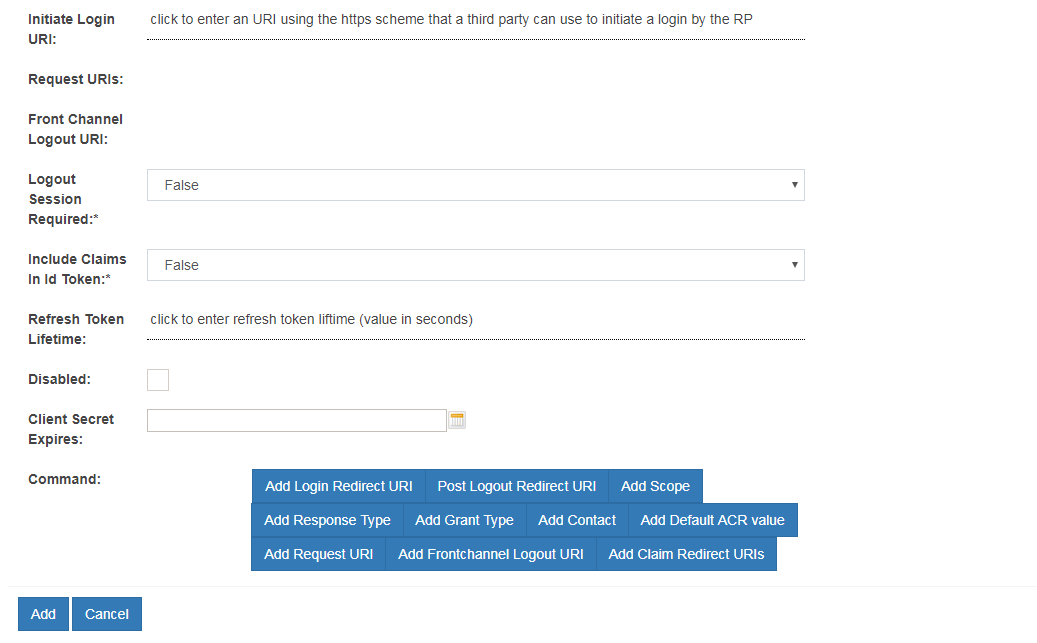 Initiate Login URI: click to enter an URI using the https scheme that a third party can use to initiate a login by the RP
Request URIs:
Front Channel
Logout URI:
Logout
Session
Required:*
False
Include Claims
In Id Token:*
False
Refresh Token
Lifetime:
click to enter refresh token liftime (value in seconds)
Disabled:
Client Secret
Expires:
Command:
Add Login Redirect URI Post Logout Redirect URI Add Scope
Add Response Type Add Grant Type Add Contact Add Default ACR value
Add Request URI Add Frontchannel Logout URI Add Claim Redirect URIs
Add Cancel